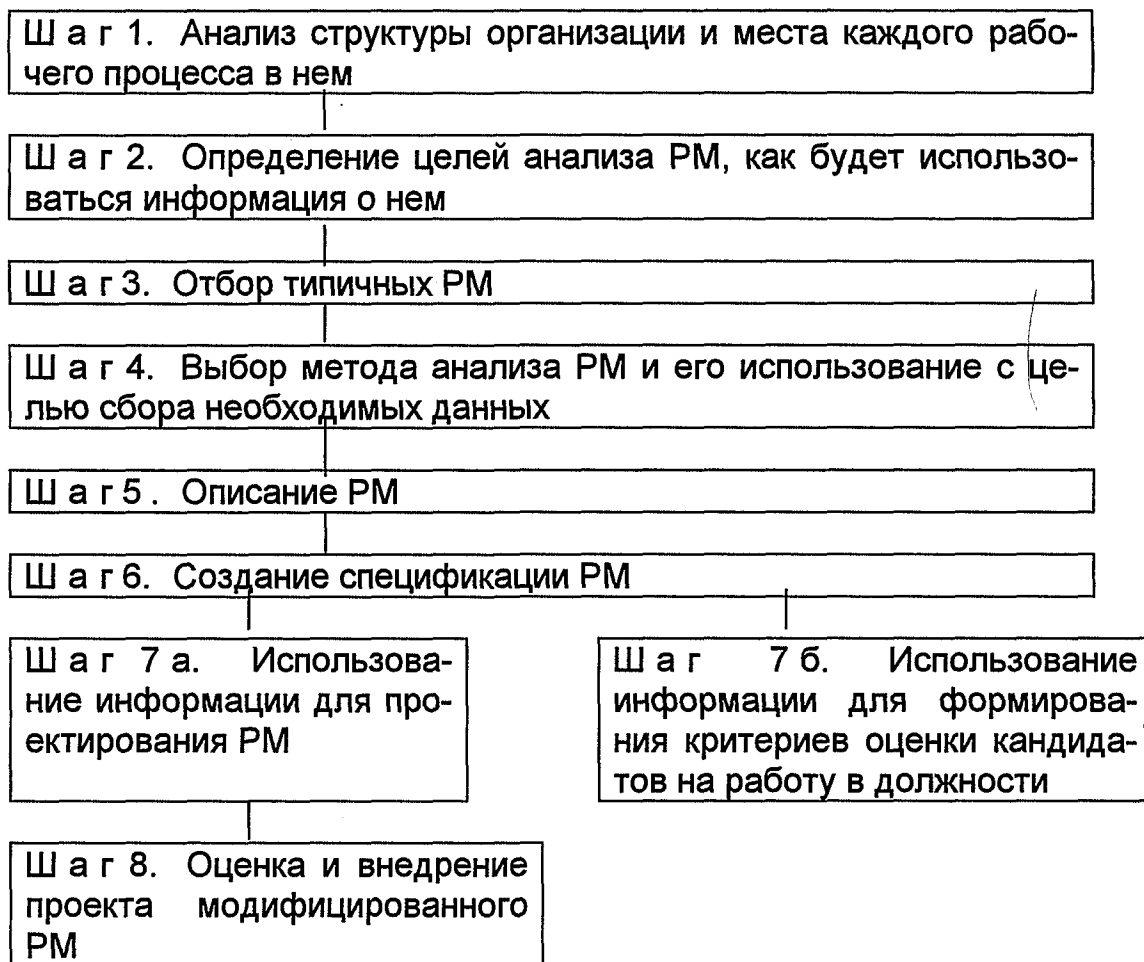 Ш а г 1. Анализ структуры организации и места каждого рабо-
чего процесса в нем
Ш а г 2. Определение целей анализа РМ, как будет использо-
ваться информация о нем
Ш а г 3. Отбор типичных РМ
Ш а г 4. Выбор метода анализа РМ и его использование с це-
лью сбора необходимых данных
Ш а г 5 . Описание РМ
Ш а г 6. Создание спецификации РМ
Ш а г 7 а. Использова-
ние информации для про-
ектирования РМ
Ш а г 7 б. Использование
информации для формирова-
ния критериев оценки кандида-
тов на работу в должности
Ш а г 8. Оценка и внедрение
проекта модифицированного
РМ